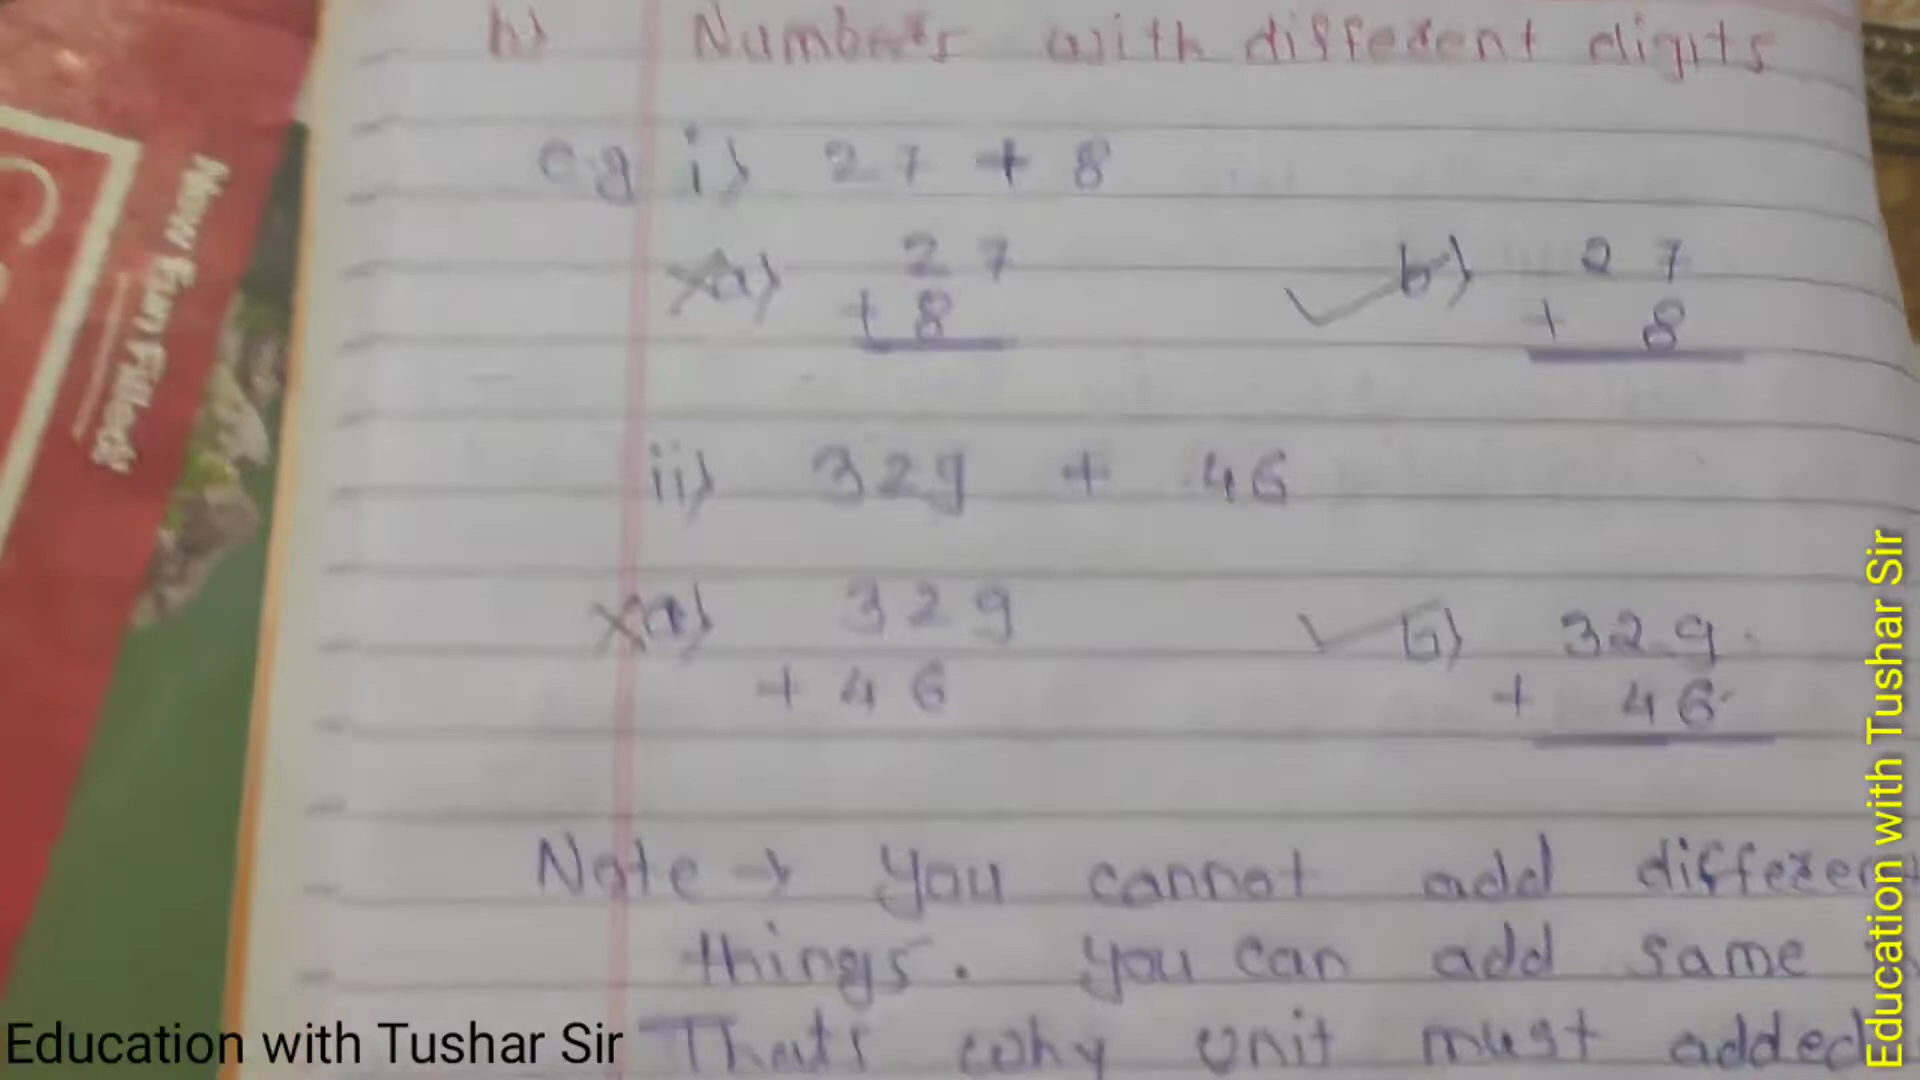 b) Numbers with different digits
eg i) 27 + 8
a) 27 b) 27
+ 8 + 8
ii) 329 + 46
a) 329 b) 329
+ 46 + 46
Note → You cannot add different
things. You can add same
Thats why unit must added
Education with Tushar Sir
Education with Tushar Sir